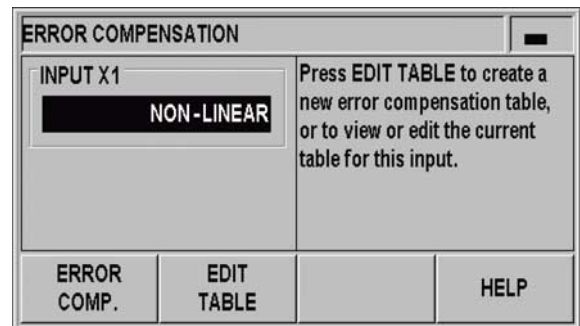 ERROR COMPENSATION
INPUT X1
NON-LINEAR
Press EDIT TABLE to create a
new error compensation table,
or to view or edit the current
table for this input.
ERROR
COMP.
EDIT
TABLE
HELP